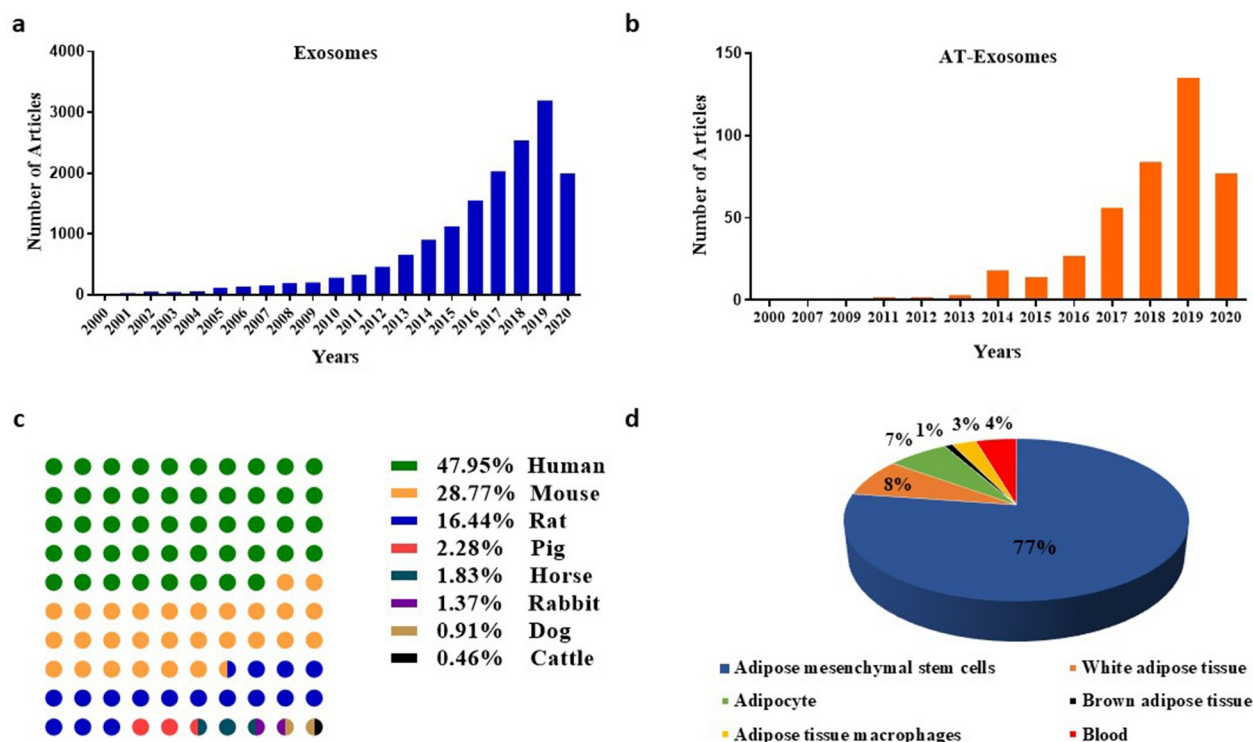 a
Exosomes
4000
3000
2000
1000
0
Number of Articles
2000 2001 2002 2003 2004 2005 2006 2007 2008 2009 2010 2011 2012 2013 2014 2015 2016 2017 2018 2019 2020
Years
b
AT-Exosomes
150
100
50
0
Number of Articles
2000 2007 2009 2011 2012 2013 2014 2015 2016 2017 2018 2019 2020
Years
c
47.95% Human
28.77% Mouse
16.44% Rat
2.28% Pig
1.83% Horse
1.37% Rabbit
0.91% Dog
0.46% Cattle
d
7% 1% 3% 4%
8%
77%
Adipose mesenchymal stem cells White adipose tissue
Adipocyte Brown adipose tissue
Adipose tissue macrophages Blood